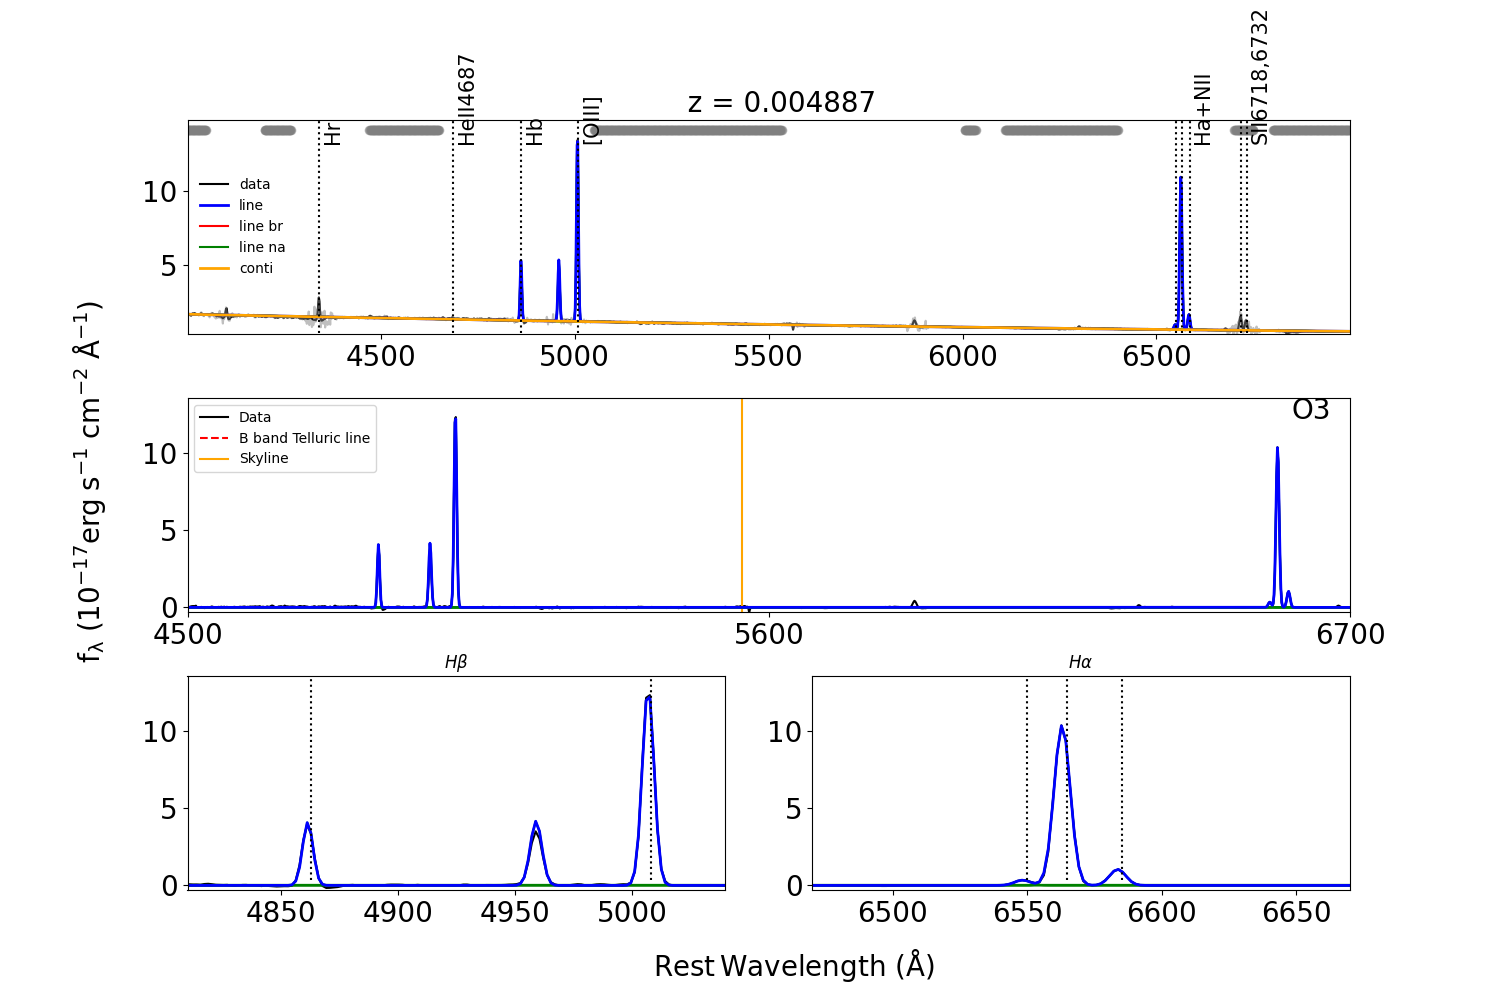 z = 0.004887
Hr
HeII4687
Hb
[OIII]
Ha+NII
SII6718,6732
data
line
line br
line na
conti
10
5
4500 5000 5500 6000 6500
f_λ (10^−17 erg s^−1 cm^−2 Å^−1)
O3
Data
B band Telluric line
Skyline
10
5
0
4500 5600 6700
Hβ
10
5
0
4850 4900 4950 5000
Hα
10
5
0
6500 6550 6600 6650
Rest Wavelength (Å)